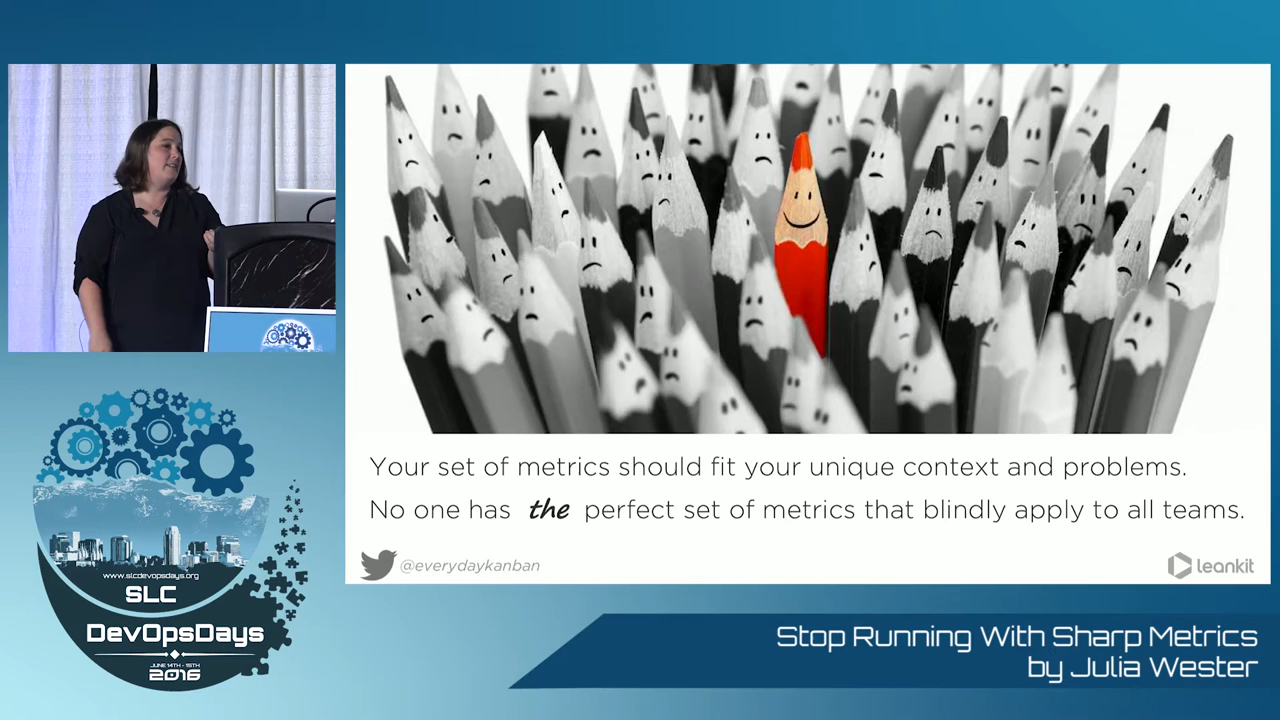 Your set of metrics should fit your unique context and problems.
No one has the perfect set of metrics that blindly apply to all teams.
@everydaykanban
leankit
www.slcdevopsdays.org
SLC
DevOpsDays
JUNE 14TH - 15TH
2016
Stop Running With Sharp Metrics
by Julia Wester